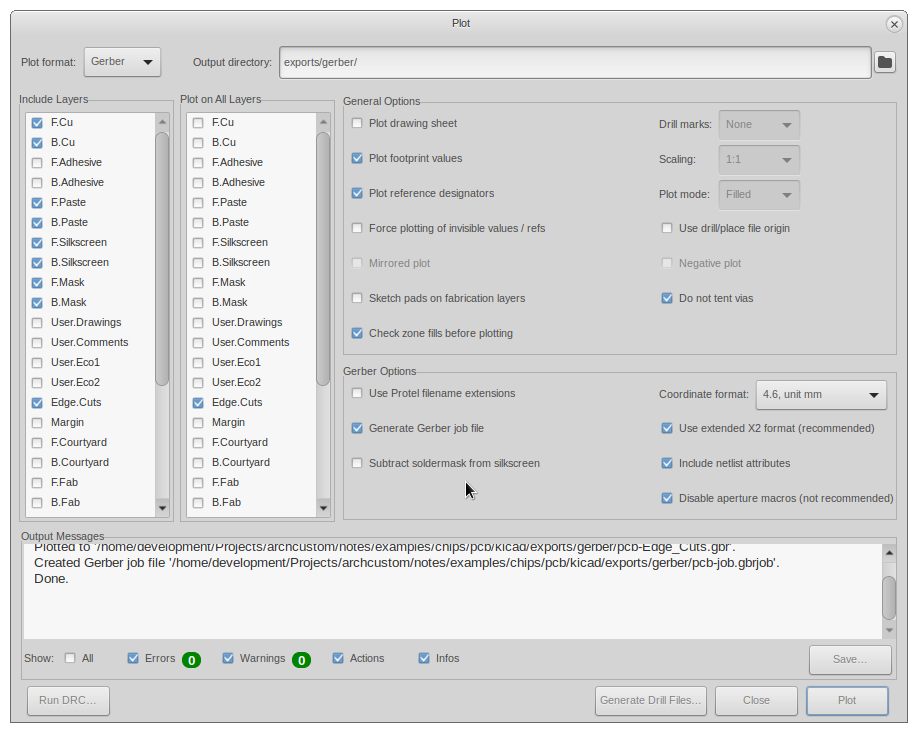 Plot
Plot format: Gerber Output directory: exports/gerber/
Include Layers
F.Cu
B.Cu
F.Adhesive
B.Adhesive
F.Paste
B.Paste
F.Silkscreen
B.Silkscreen
F.Mask
B.Mask
User.Drawings
User.Comments
User.Eco1
User.Eco2
Edge.Cuts
Margin
F.Courtyard
B.Courtyard
F.Fab
B.Fab
Plot on All Layers
F.Cu
B.Cu
F.Adhesive
B.Adhesive
F.Paste
B.Paste
F.Silkscreen
B.Silkscreen
F.Mask
B.Mask
User.Drawings
User.Comments
User.Eco1
User.Eco2
Edge.Cuts
Margin
F.Courtyard
B.Courtyard
F.Fab
B.Fab
General Options
Plot drawing sheet Drill marks: None
Plot footprint values Scaling: 1:1
Plot reference designators Plot mode: Filled
Force plotting of invisible values / refs Use drill/place file origin
Mirrored plot Negative plot
Sketch pads on fabrication layers Do not tent vias
Check zone fills before plotting
Gerber Options
Use Protel filename extensions Coordinate format: 4.6, unit mm
Generate Gerber job file Use extended X2 format (recommended)
Subtract soldermask from silkscreen Include netlist attributes
Disable aperture macros (not recommended)
Output Messages
Plotted to '/home/development/Projects/archcustom/notes/examples/chips/pcb/kicad/exports/gerber/pcb-Edge_Cuts.gbr'.
Created Gerber job file '/home/development/Projects/archcustom/notes/examples/chips/pcb/kicad/exports/gerber/pcb-job.gbrjob'.
Done.
Show: All Errors 0 Warnings 0 Actions Infos Save...
Run DRC... Generate Drill Files... Close Plot